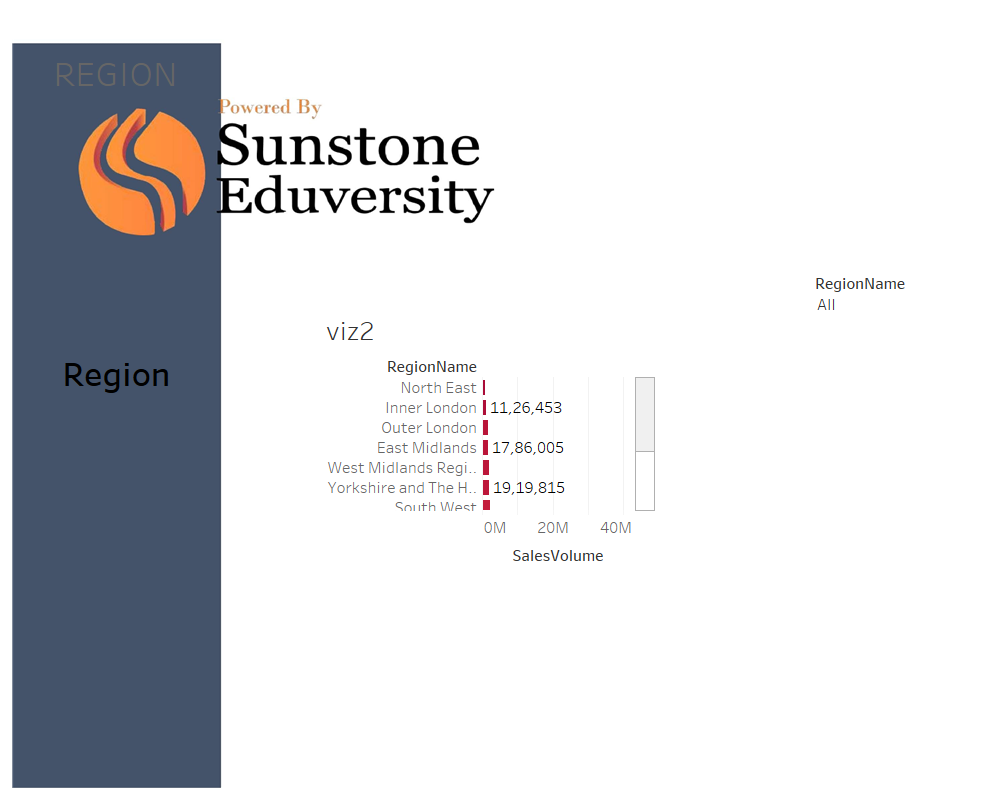 REGION
Powered By
Sunstone
Eduversity
RegionName
All
viz2
Region
RegionName
North East
Inner London 11,26,453
Outer London
East Midlands 17,86,005
West Midlands Regi..
Yorkshire and The H.. 19,19,815
South West
0M 20M 40M
SalesVolume